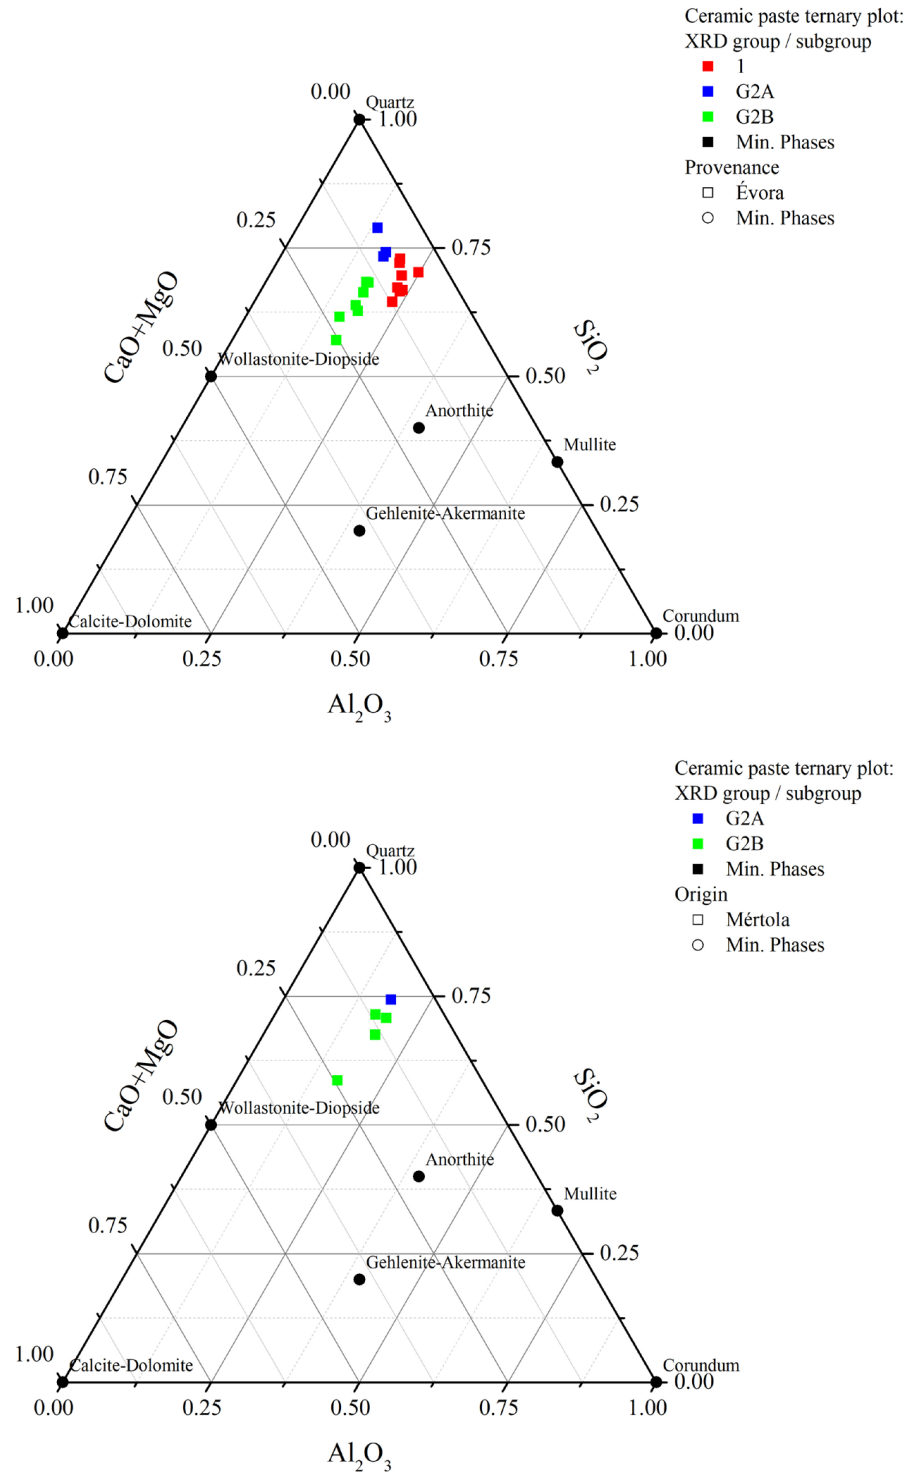 Ceramic paste ternary plot:
XRD group / subgroup
1
G2A
G2B
Min. Phases
Provenance
Évora
Min. Phases
0.00
Quartz
1.00
0.25
0.75
CaO+MgO
SiO2
0.50
Wollastonite-Diopside
0.50
Anorthite
Mullite
0.75
Gehlenite-Akermanite
0.25
1.00
Calcite-Dolomite
Corundum
0.00
0.00
0.25
0.50
0.75
1.00
Al2O3
Ceramic paste ternary plot:
XRD group / subgroup
G2A
G2B
Min. Phases
Origin
Mértola
Min. Phases
0.00
Quartz
1.00
0.25
0.75
CaO+MgO
SiO2
0.50
Wollastonite-Diopside
0.50
Anorthite
Mullite
0.75
Gehlenite-Akermanite
0.25
1.00
Calcite-Dolomite
Corundum
0.00
0.00
0.25
0.50
0.75
1.00
Al2O3